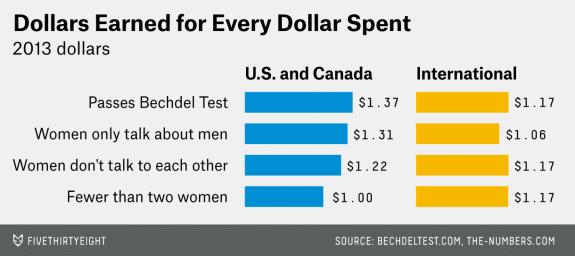 Dollars Earned for Every Dollar Spent
2013 dollars
U.S. and Canada International
Passes Bechdel Test $1.37 $1.17
Women only talk about men $1.31 $1.06
Women don't talk to each other $1.22 $1.17
Fewer than two women $1.00 $1.17
FIVETHIRTYEIGHT SOURCE: BECHDELTEST.COM, THE-NUMBERS.COM